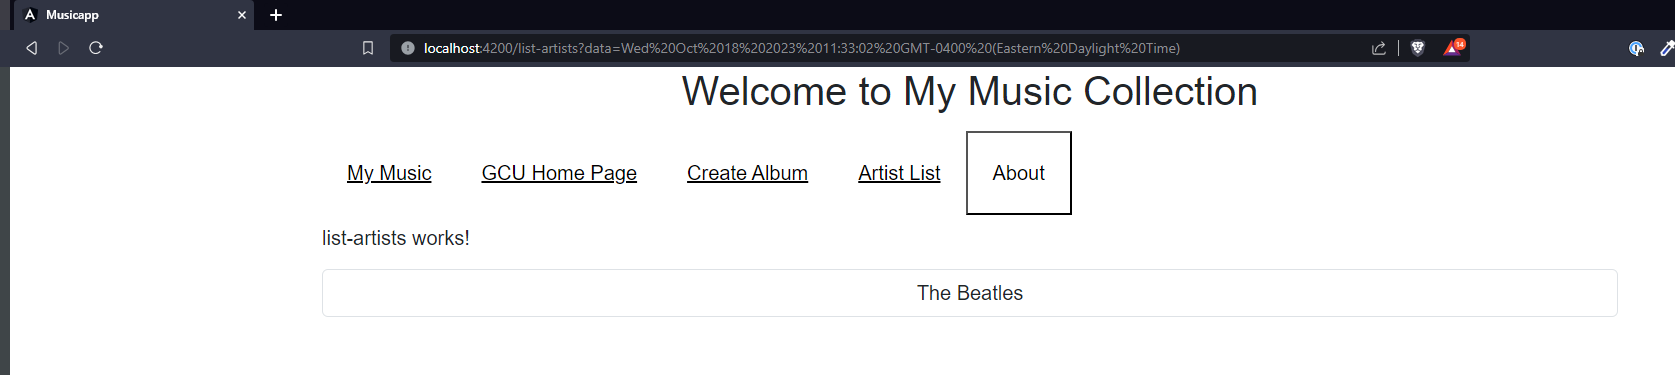 Musicapp
localhost:4200/list-artists?data=Wed%20Oct%2018%202023%2011:33:02%20GMT-0400%20(Eastern%20Daylight%20Time)
14
Welcome to My Music Collection
My Music GCU Home Page Create Album Artist List About
list-artists works!
The Beatles